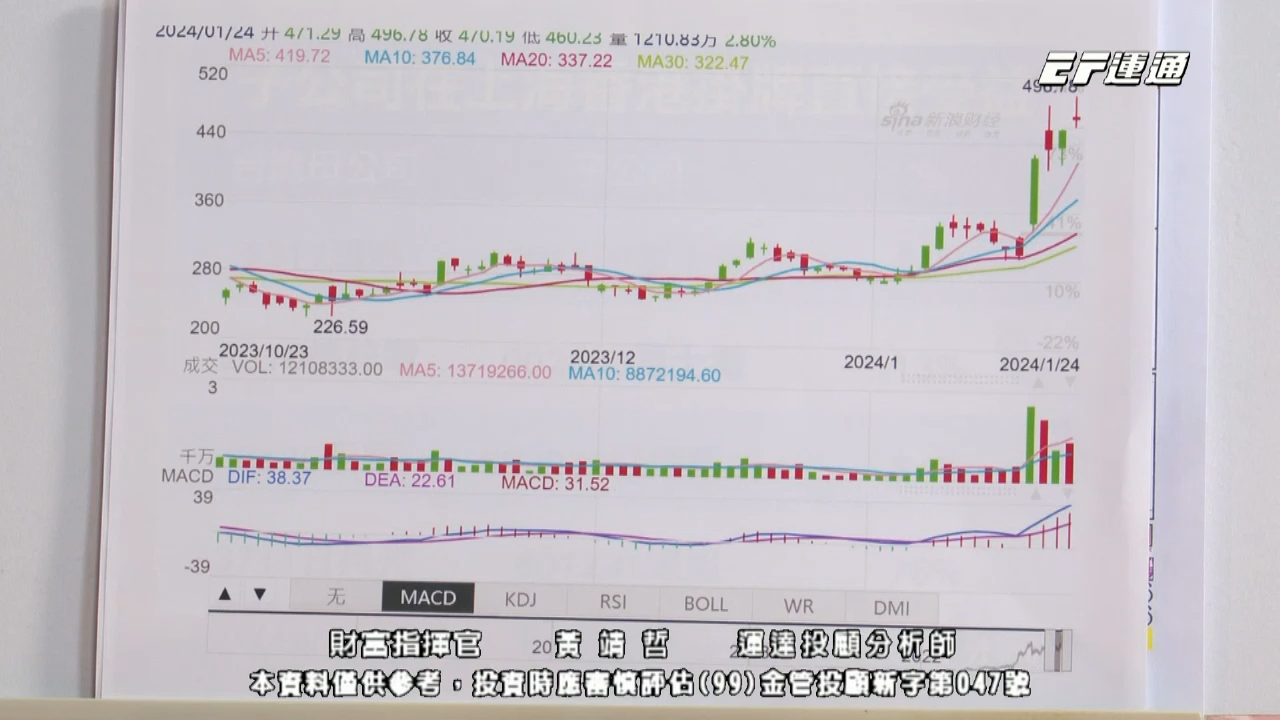 2024/01/24 开 471.29 高 496.78 收 470.19 低 460.23 量 1210.83万 2.80%
MA5: 419.72 MA10: 376.84 MA20: 337.22 MA30: 322.47
EF運通
520
496.78
sina新浪财经
440
73%
360
41%
280
10%
226.59
200
-22%
2023/10/23 2023/12 2024/1 2024/1/24
成交 VOL: 12108333.00 MA5: 13719266.00 MA10: 8872194.60
3
千万
MACD DIF: 38.37 DEA: 22.61 MACD: 31.52
39
-39
▲ ▼ 无 MACD KDJ RSI BOLL WR DMI
2022
財富指揮官 黃靖哲 運達投顧分析師
本資料僅供參考，投資時應審慎評估(99)金管投顧新字第047號